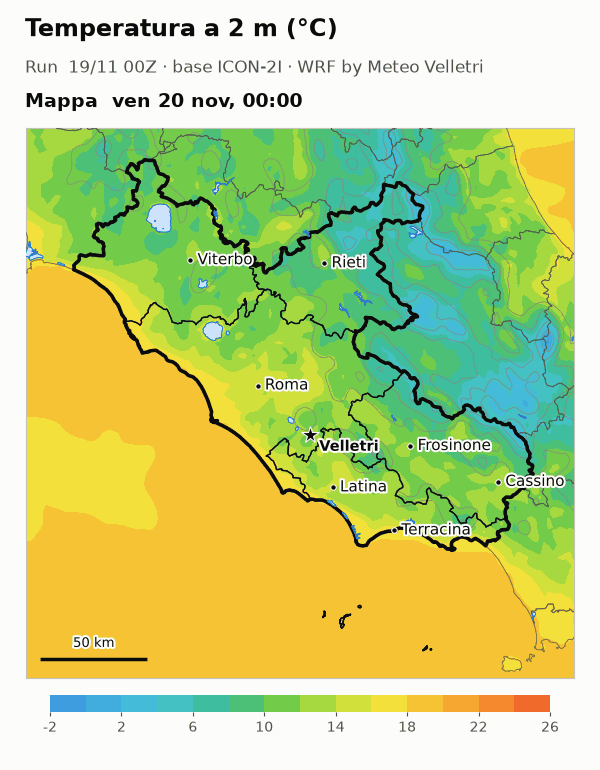 Temperatura a 2 m (°C)
Run  19/11 00Z · base ICON-2I · WRF by Meteo Velletri
Mappa  ven 20 nov, 00:00
Viterbo
Rieti
Roma
Velletri
Frosinone
Cassino
Latina
Terracina
50 km
-2 2 6 10 14 18 22 26